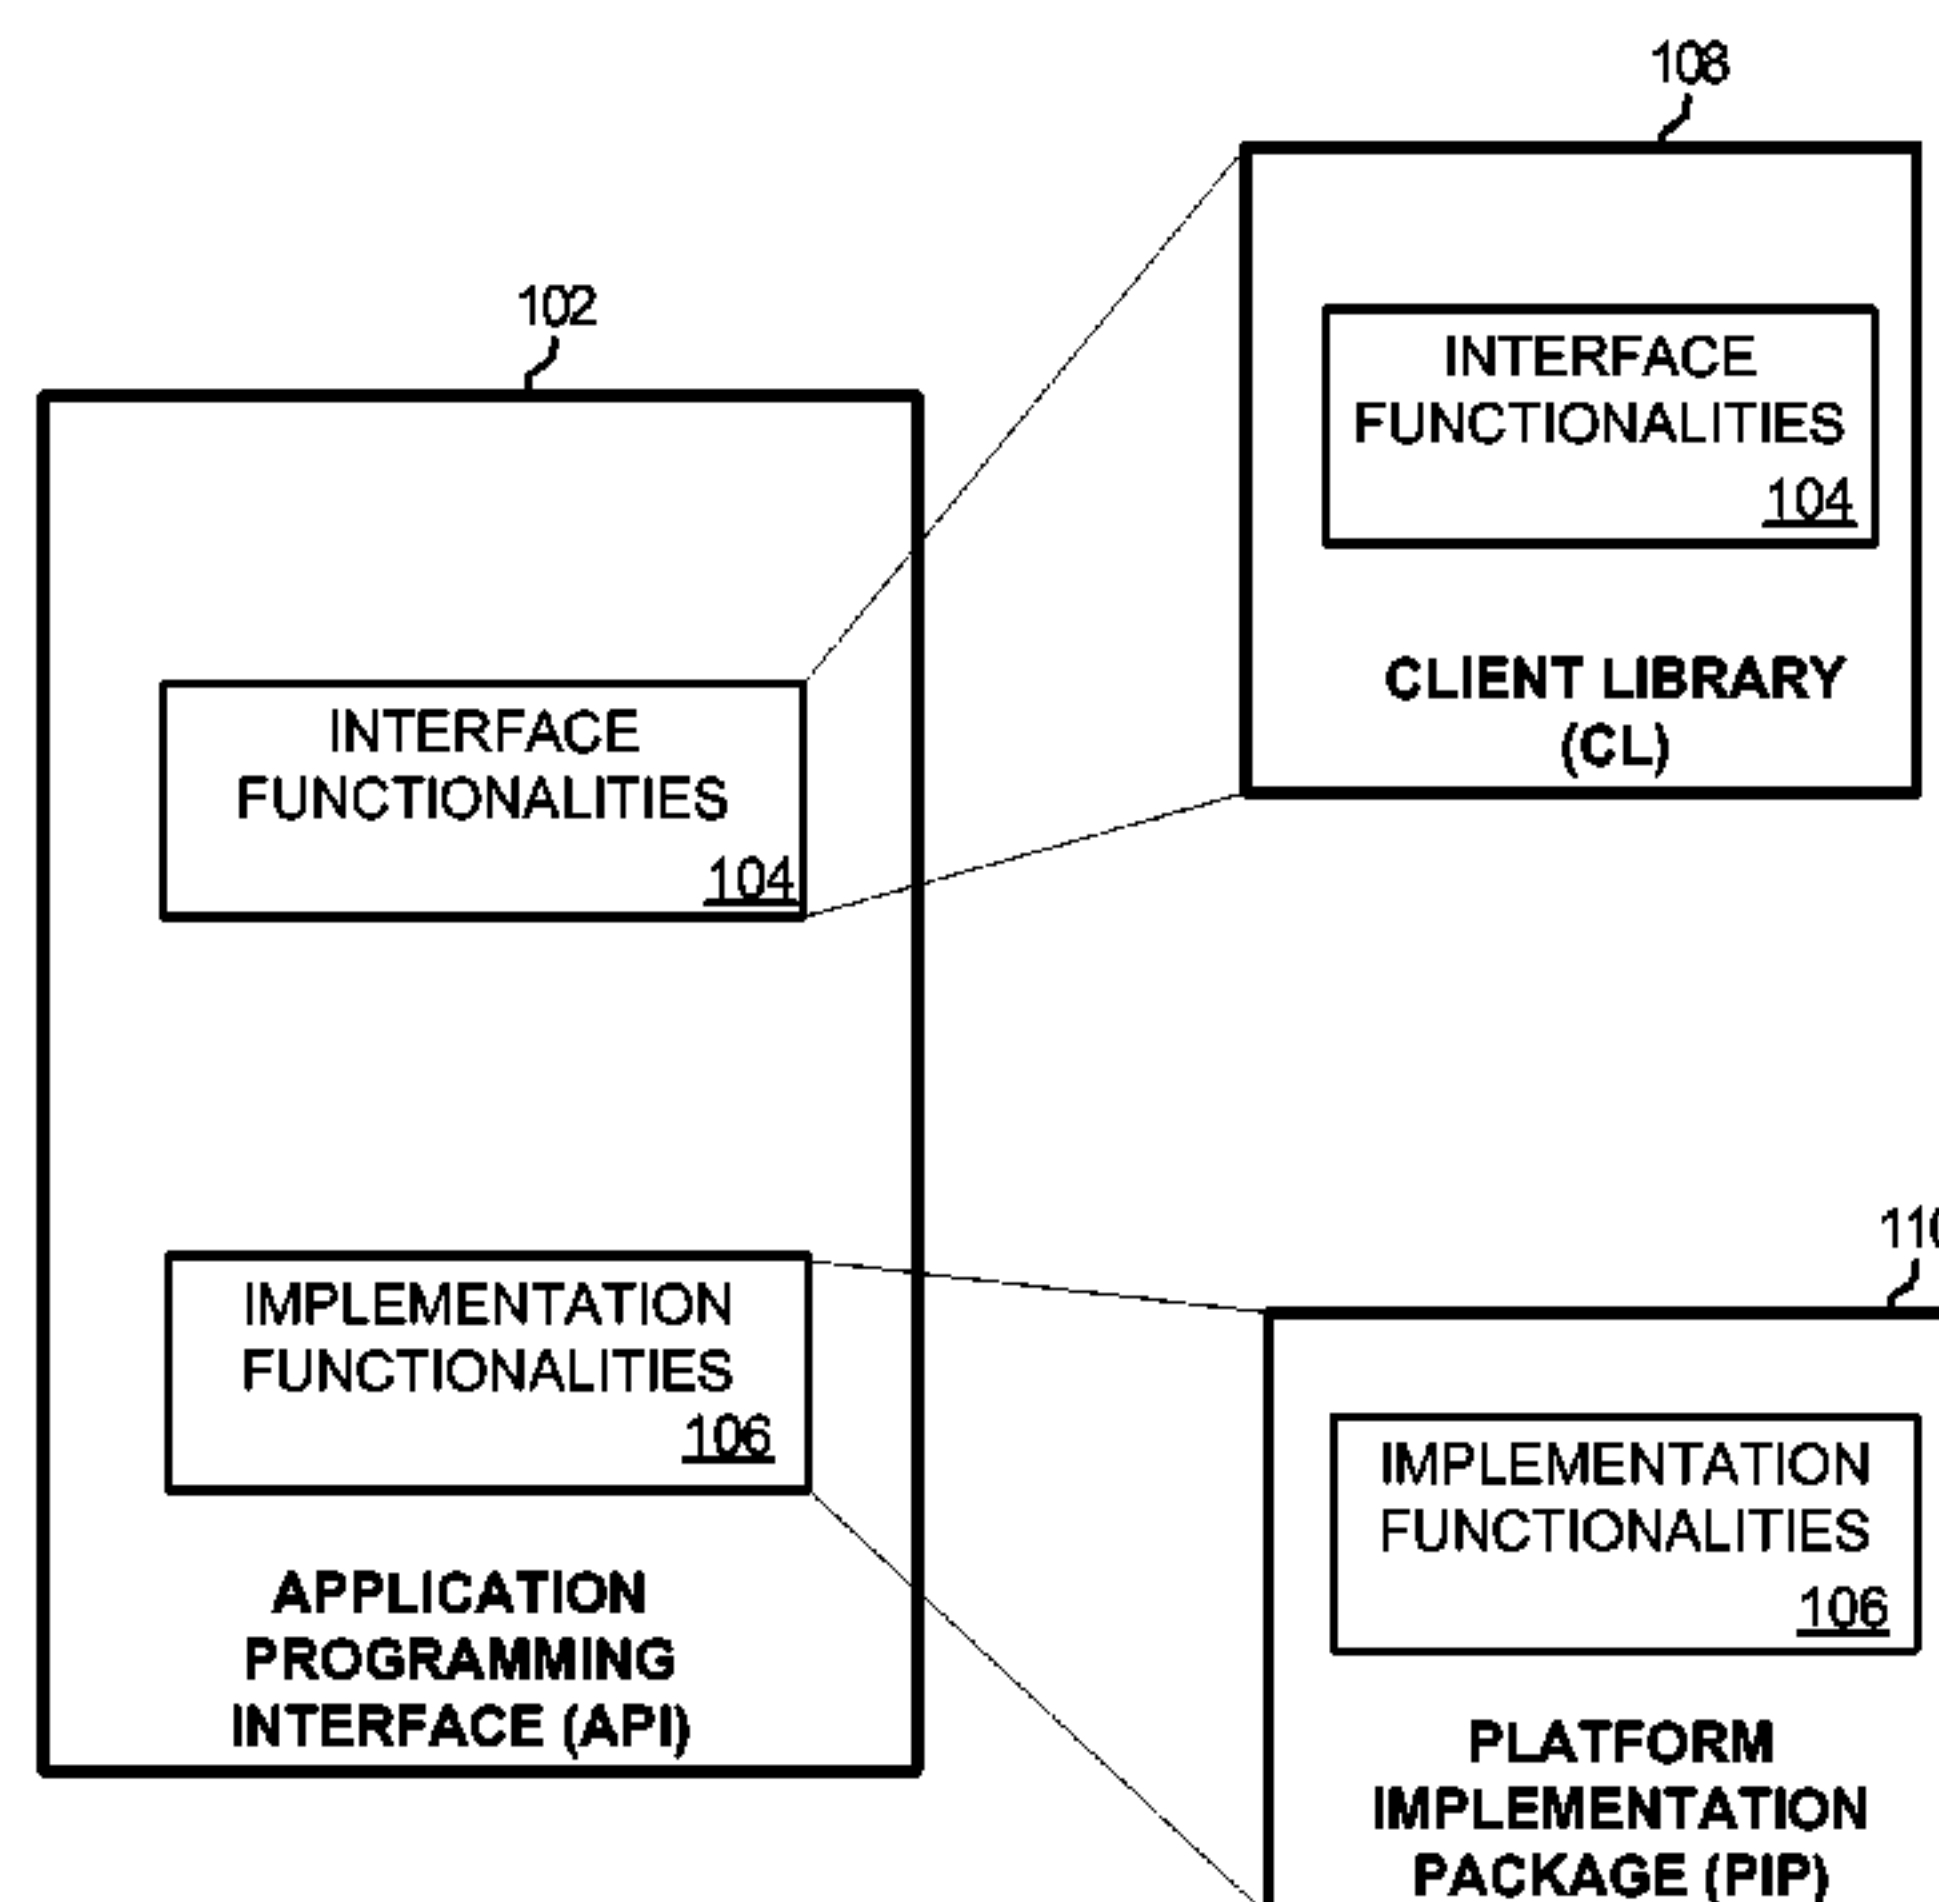 102
INTERFACE
FUNCTIONALITIES
104
IMPLEMENTATION
FUNCTIONALITIES
106
APPLICATION
PROGRAMMING
INTERFACE (API)
108
INTERFACE
FUNCTIONALITIES
104
CLIENT LIBRARY
(CL)
IMPLEMENTATION
FUNCTIONALITIES
106
PLATFORM
IMPLEMENTATION
PACKAGE (PIP)